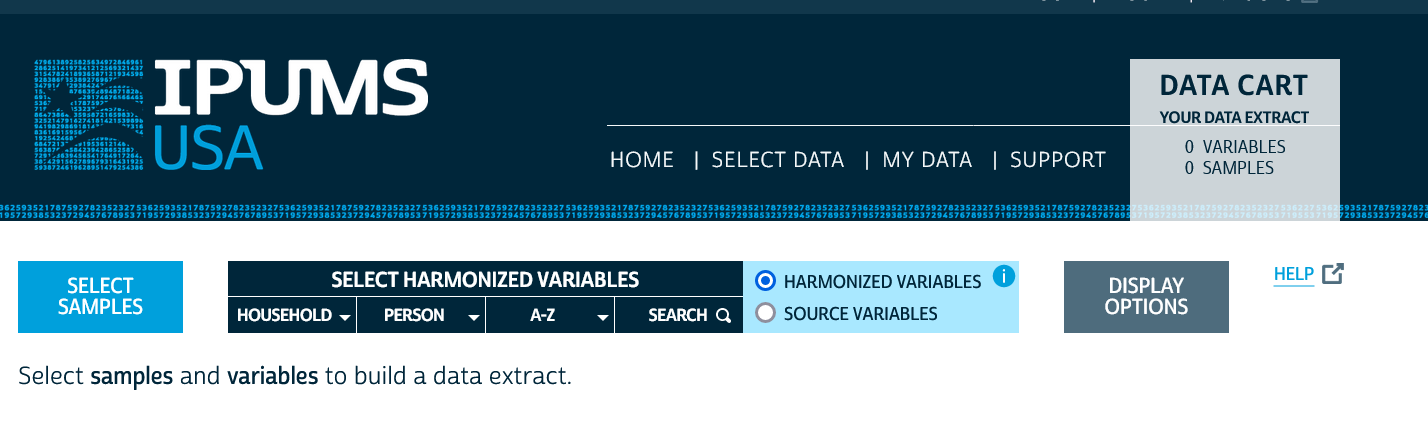 IPUMS
USA
DATA CART
YOUR DATA EXTRACT
0 VARIABLES
0 SAMPLES
HOME | SELECT DATA | MY DATA | SUPPORT
SELECT
SAMPLES
SELECT HARMONIZED VARIABLES
HOUSEHOLD PERSON A-Z SEARCH
HARMONIZED VARIABLES i
SOURCE VARIABLES
DISPLAY
OPTIONS
HELP
Select samples and variables to build a data extract.